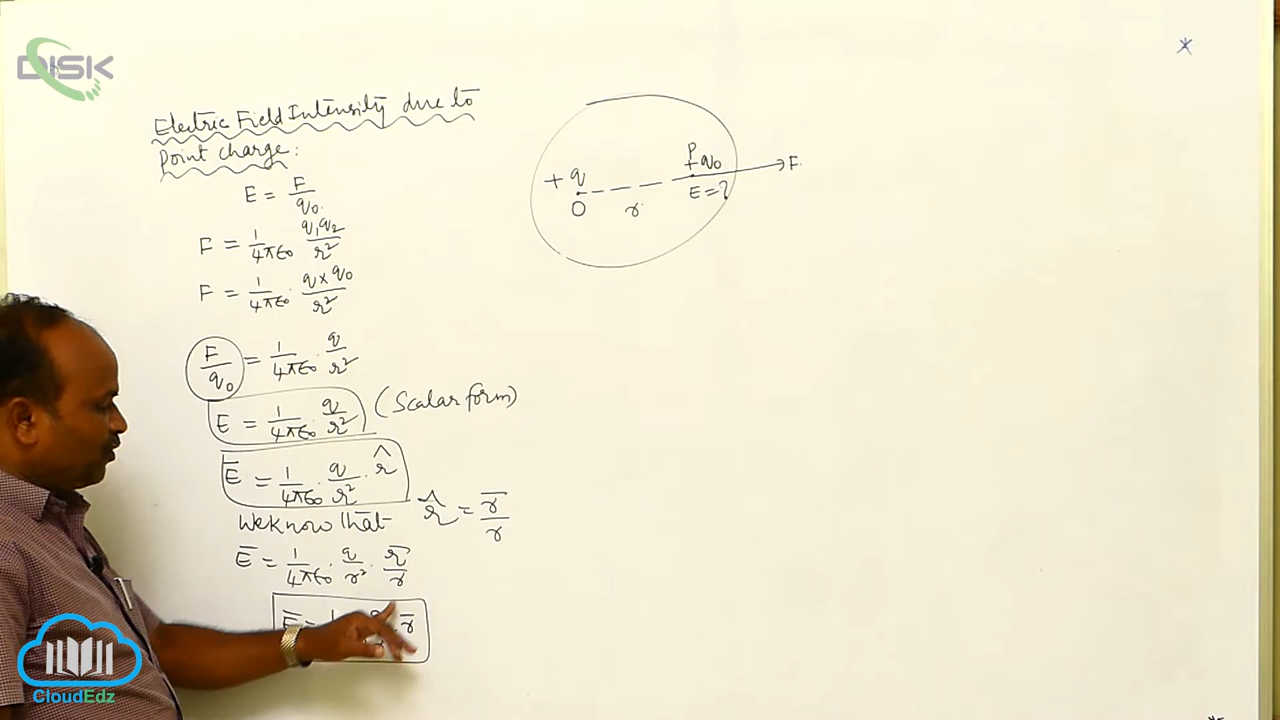 DISK
Electric Field Intensity due to
Point charge:
E = F/q₀
F = 1/4πε₀ · q₁q₂/r²
F = 1/4πε₀ · q×q₀/r²
F/q₀ = 1/4πε₀ · q/r²
E = 1/4πε₀ · q/r² (Scalar form)
E̅ = 1/4πε₀ · q/r² · r̂
We know that r̂ = r̅/r
E̅ = 1/4πε₀ · q/r² · r̅/r
E̅ = r̅
+q
O
r
P
+q₀
E=?
F
CloudEdz